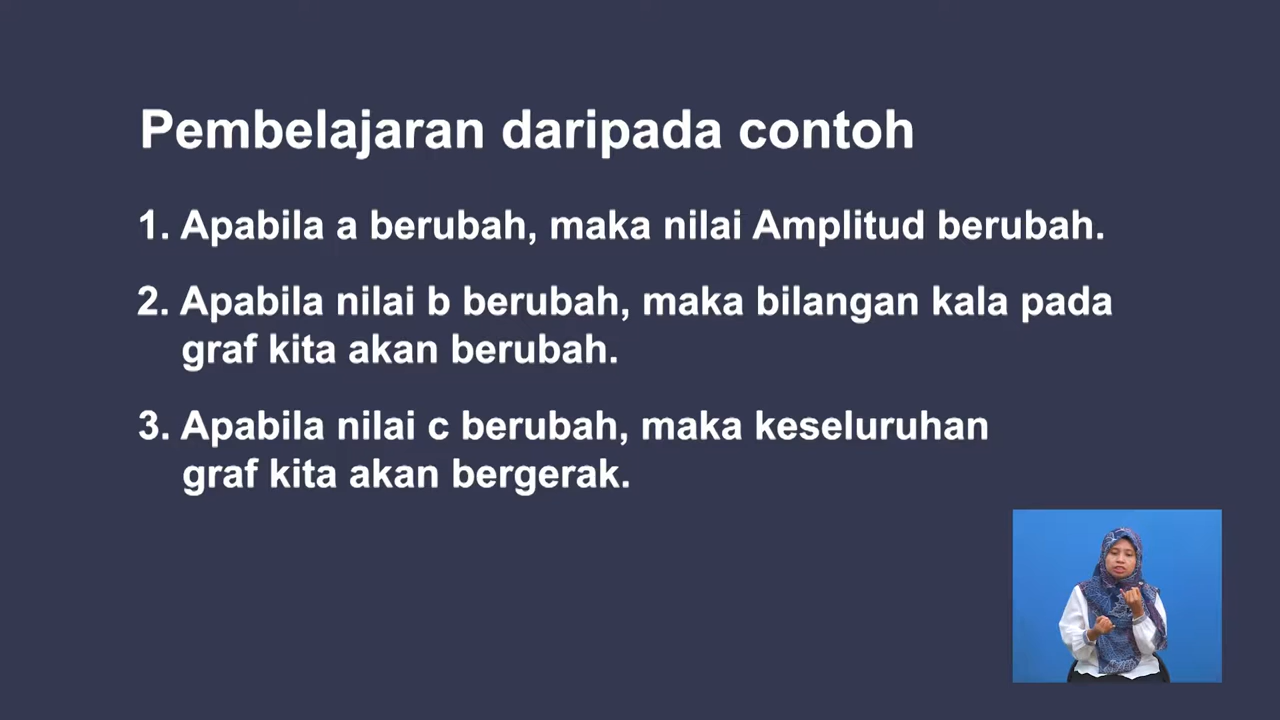 Pembelajaran daripada contoh
1. Apabila a berubah, maka nilai Amplitud berubah.
2. Apabila nilai b berubah, maka bilangan kala pada
graf kita akan berubah.
3. Apabila nilai c berubah, maka keseluruhan
graf kita akan bergerak.